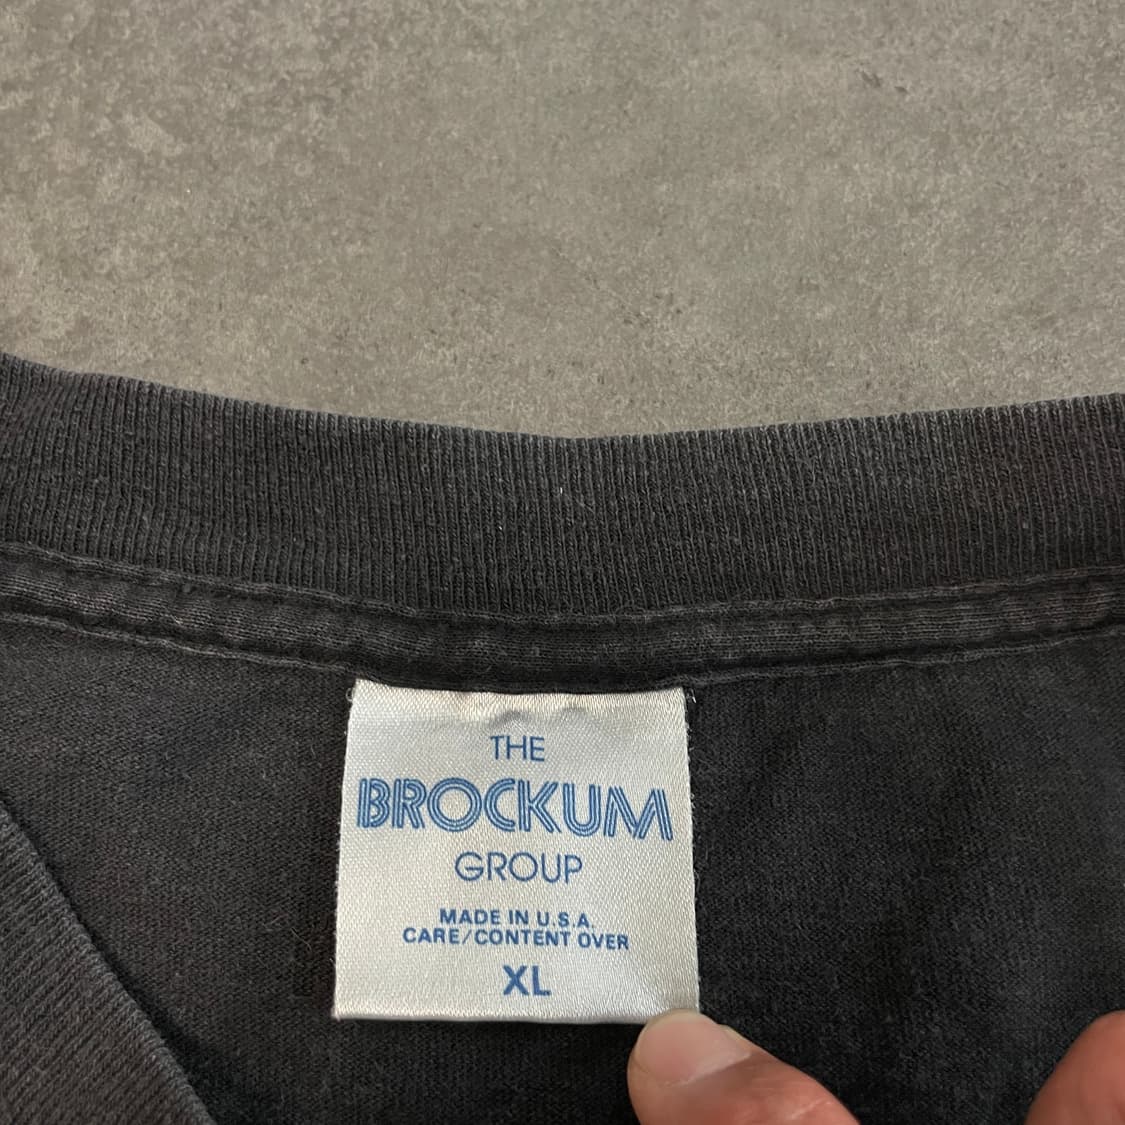 THE
BROCKUM
GROUP
MADE IN U.S.A.
CARE/CONTENT OVER
XL